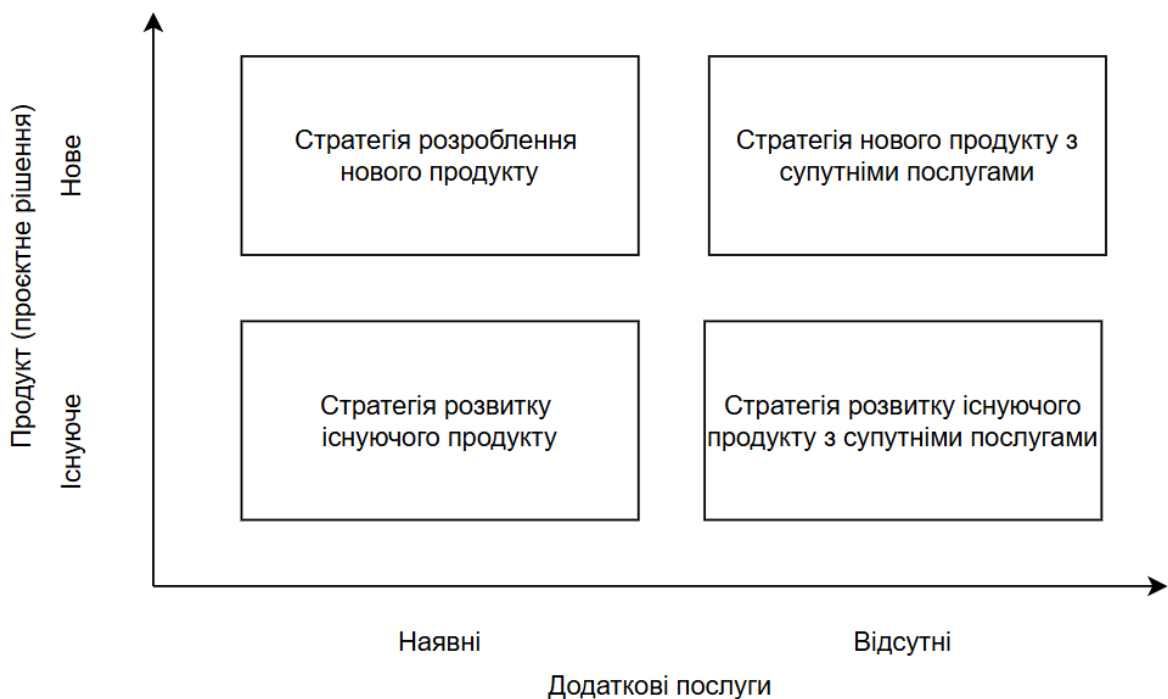 Продукт (проєктне рішення)
Нове
Існуюче
Стратегія розроблення
нового продукту
Стратегія нового продукту з
супутніми послугами
Стратегія розвитку
існуючого продукту
Стратегія розвитку існуючого
продукту з супутніми послугами
Наявні
Відсутні
Додаткові послуги